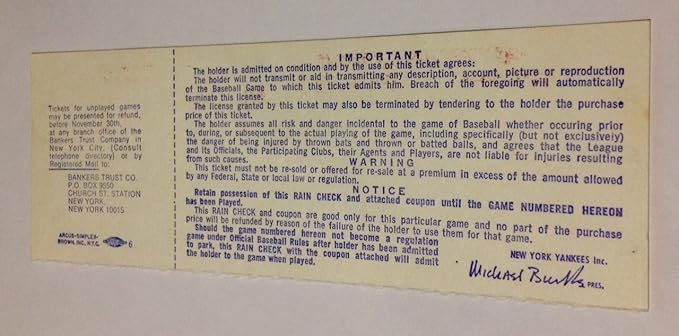 Tickets for unplayed games
may be presented for refund,
before November 30th,
at any branch office of the
Bankers Trust Company in
New York City, (Consult
telephone directory) or by
Registered Mail to:
BANKERS TRUST CO.
P.O. BOX 9550
CHURCH ST. STATION
NEW YORK,
NEW YORK 10015
ARCUS-SIMPLEX-
BROWN, INC., N.Y.C. 6
IMPORTANT
The holder is admitted on condition and by the use of this ticket agrees:
The holder will not transmit or aid in transmitting any description, account, picture or reproduction
of the Baseball Game to which this ticket admits him. Breach of the foregoing will automatically
terminate this license.
The license granted by this ticket may also be terminated by tendering to the holder the purchase
price of this ticket.
The holder assumes all risk and danger incidental to the game of Baseball whether occuring prior
to, during, or subsequent to the actual playing of the game, including specifically (but not exclusively)
the danger of being injured by thrown bats and thrown or batted balls, and agrees that the League
and its Officials, the Participating Clubs, their Agents and Players, are not liable for injuries resulting
from such causes.
WARNING
This ticket must not be re-sold or offered for re-sale at a premium in excess of the amount allowed
by any Federal, State or local law or regulation.
NOTICE
Retain possession of this RAIN CHECK and attached coupon until the GAME NUMBERED HEREON
has been Played.
This RAIN CHECK and coupon are good only for this particular game and no part of the purchase
price will be refunded by reason of the failure of the holder to use them for that game.
Should the game numbered hereon not become a regulation
game under Official Baseball Rules after holder has been admitted
to park, this RAIN CHECK with the coupon attached will admit
the holder to the game when played.
NEW YORK YANKEES Inc.
Michael Burke PRES.